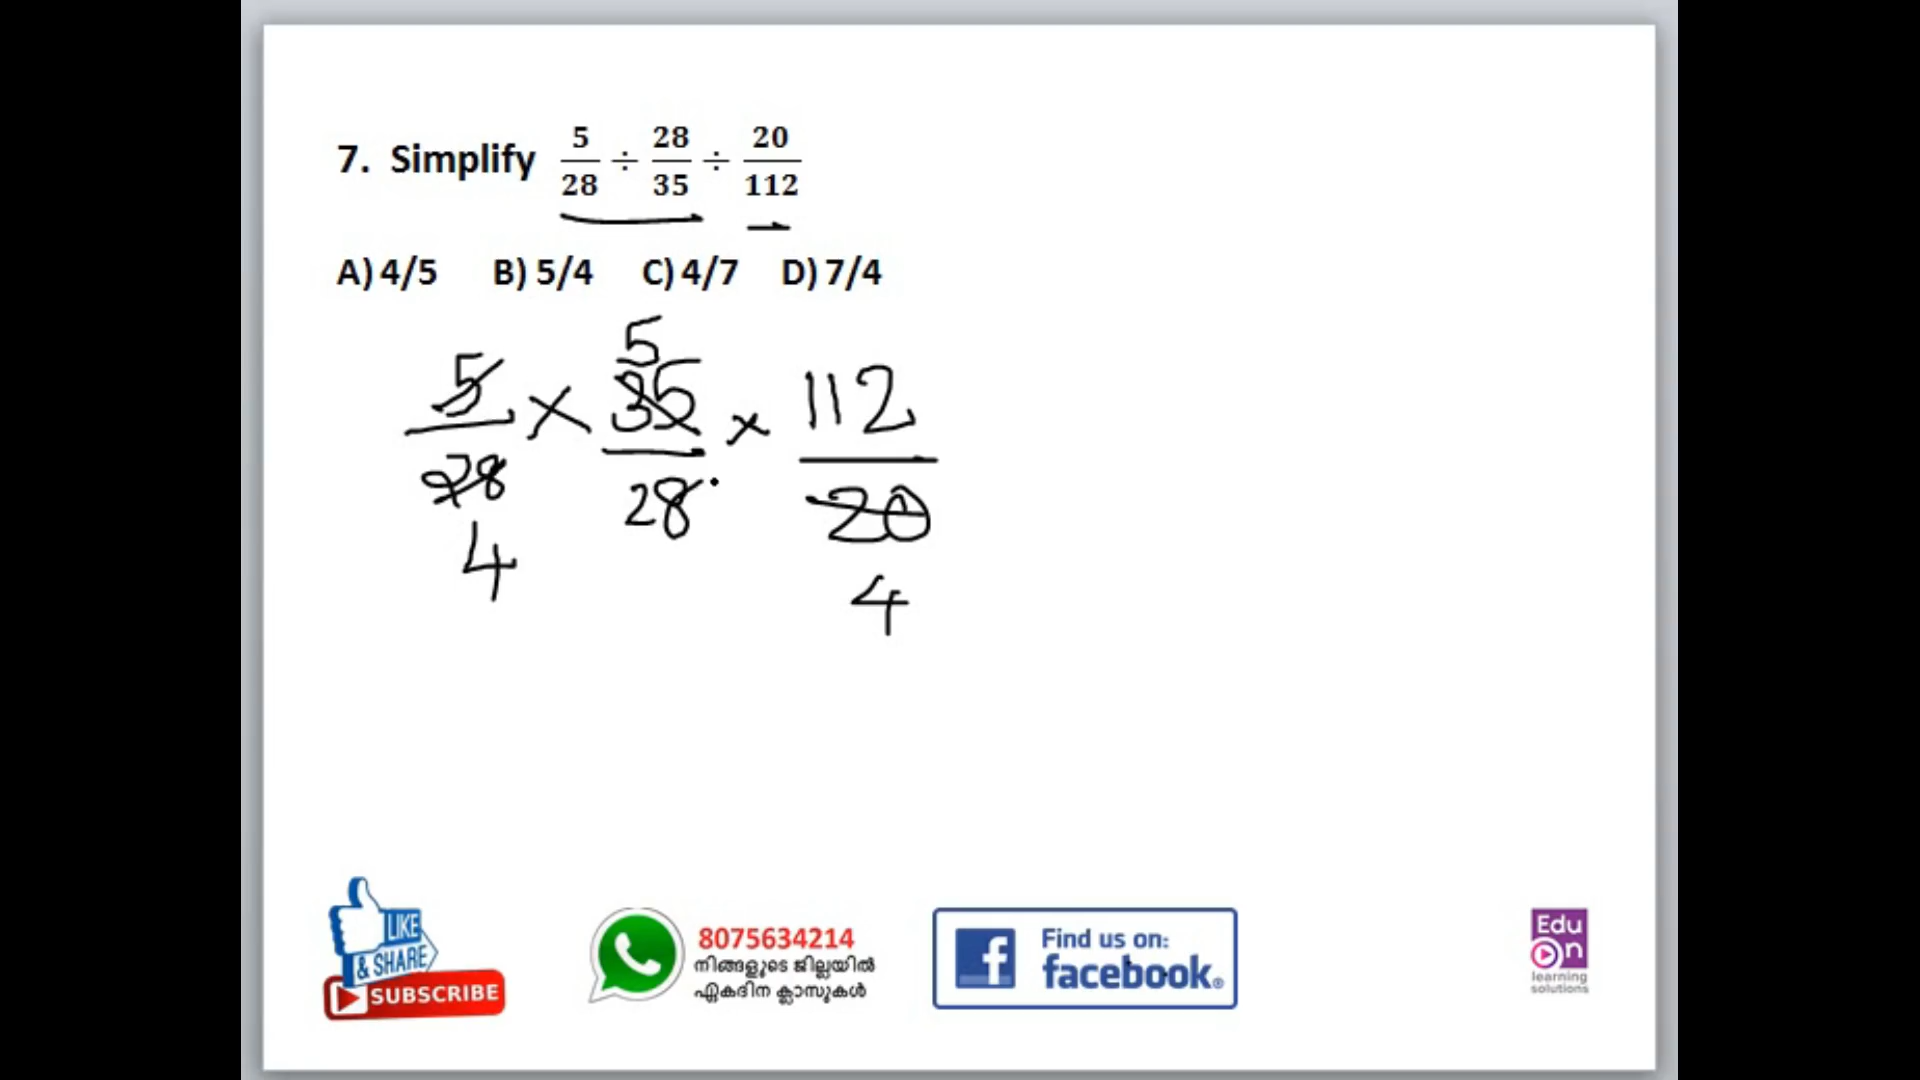 7. Simplify 5/28 ÷ 28/35 ÷ 20/112
A) 4/5 B) 5/4 C) 4/7 D) 7/4
5
5/28 × 35/28 × 112/20
4 4
LIKE
& SHARE
SUBSCRIBE
8075634214
നിങ്ങളുടെ ജില്ലയിൽ
ഏകദിന ക്ലാസുകൾ
Find us on:
facebook®
Edu
On
learning
solutions